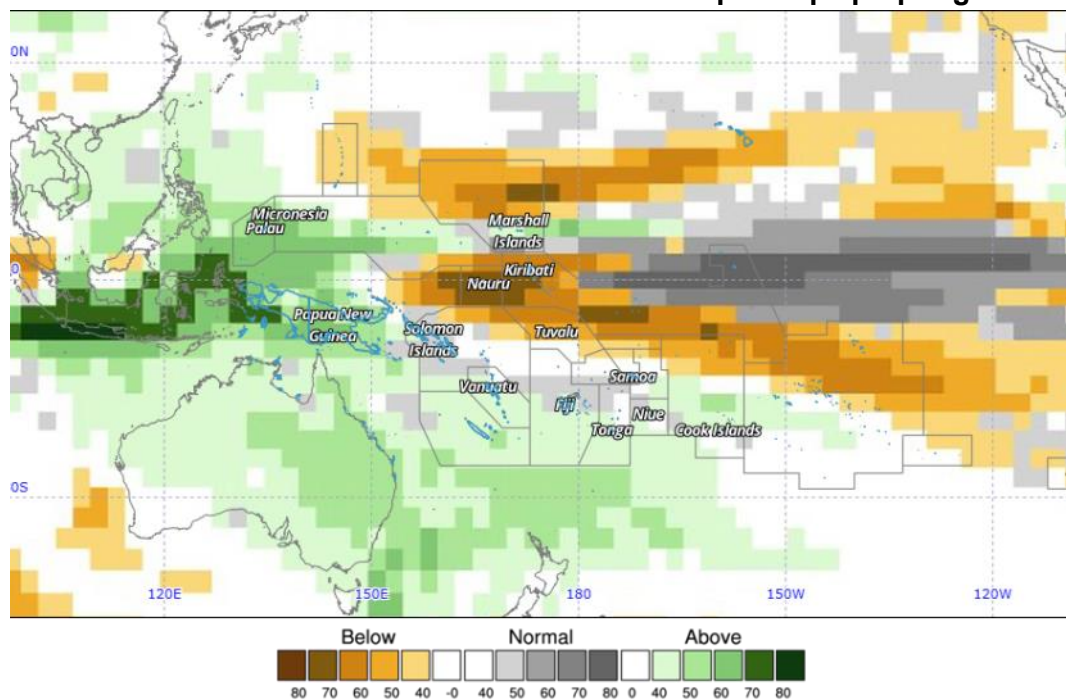 0N
Micronesia
Palau
Marshall
Islands
0
Kiribati
Nauru
Papua New
Guinea
Solomon
Islands
Tuvalu
Samoa
Vanuatu
Fiji
Niue
Tonga
Cook Islands
0S
120E 150E 180 150W 120W
Below Normal Above
80 70 60 50 40 -0 40 50 60 70 80 0 40 50 60 70 80